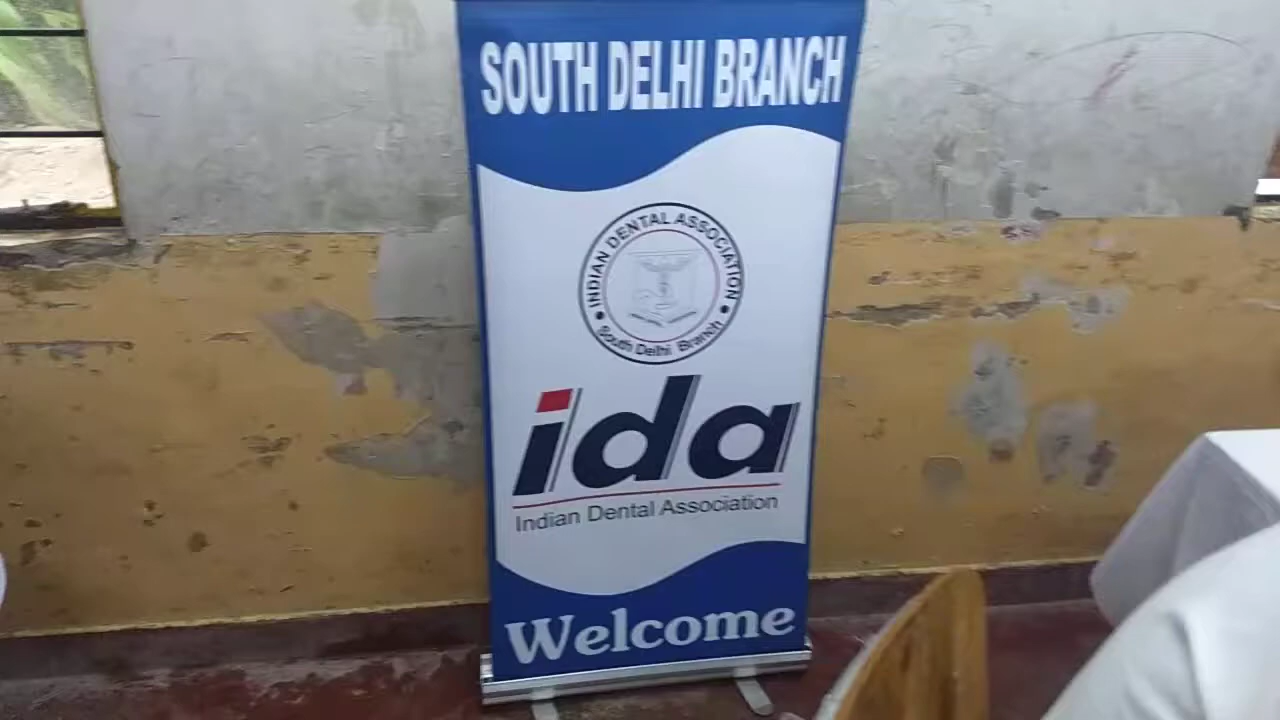 SOUTH DELHI BRANCH
INDIAN DENTAL ASSOCIATION
South Delhi Branch
ida
Indian Dental Association
Welcome